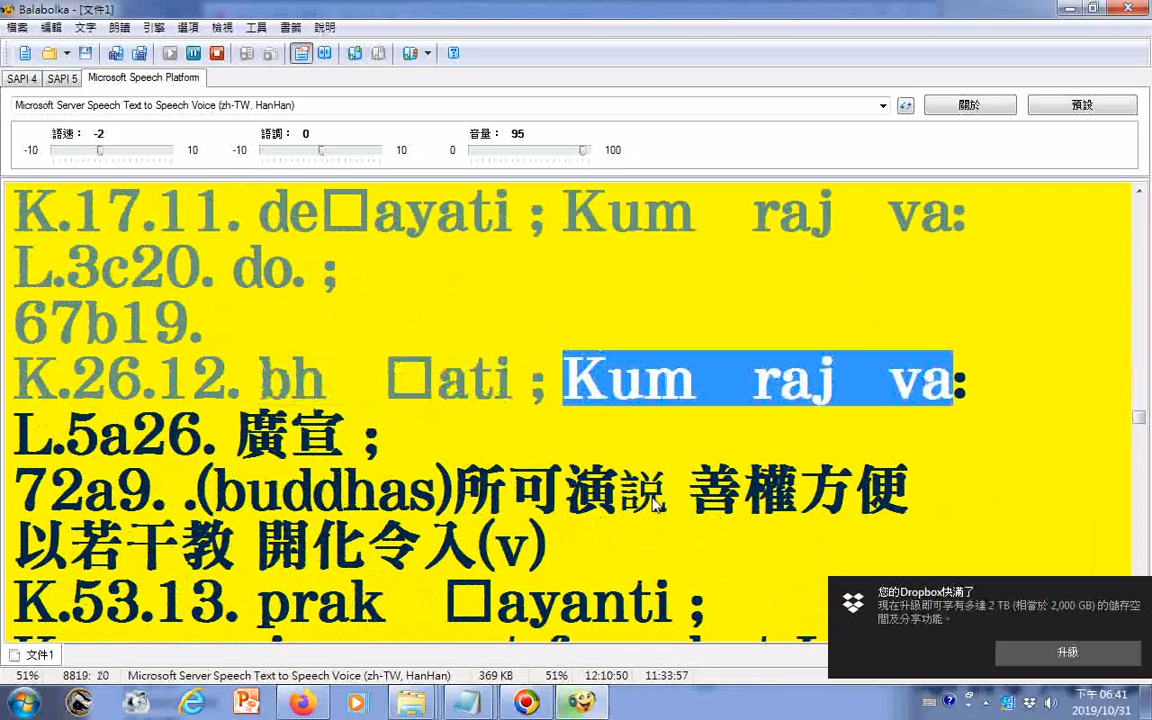 Balabolka - [文件1]
檔案 編輯 文字 朗讀 引擎 選項 檢視 工具 書籤 說明
SAPI 4 SAPI 5 Microsoft Speech Platform
Microsoft Server Speech Text to Speech Voice (zh-TW, HanHan) 關於 預設
語速： -2 語調： 0 音量： 95
-10 10 -10 10 0 100
K.17.11. de□ayati ; Kum raj va:
L.3c20. do. ;
67b19.
K.26.12. bh □ati ; Kum raj va:
L.5a26. 廣宣 ;
72a9. .(buddhas)所可演説 善權方便
以若干教 開化令入(v)
K.53.13. prak □ayanti ;
您的Dropbox快滿了
現在升級即可享有多達 2 TB (相當於 2,000 GB) 的儲存空
間及分享功能。
升級
文件1
51% 8819: 20 Microsoft Server Speech Text to Speech Voice (zh-TW, HanHan) 369 KB 51% 12:10:50 11:33:57
下午 06:41
2019/10/31